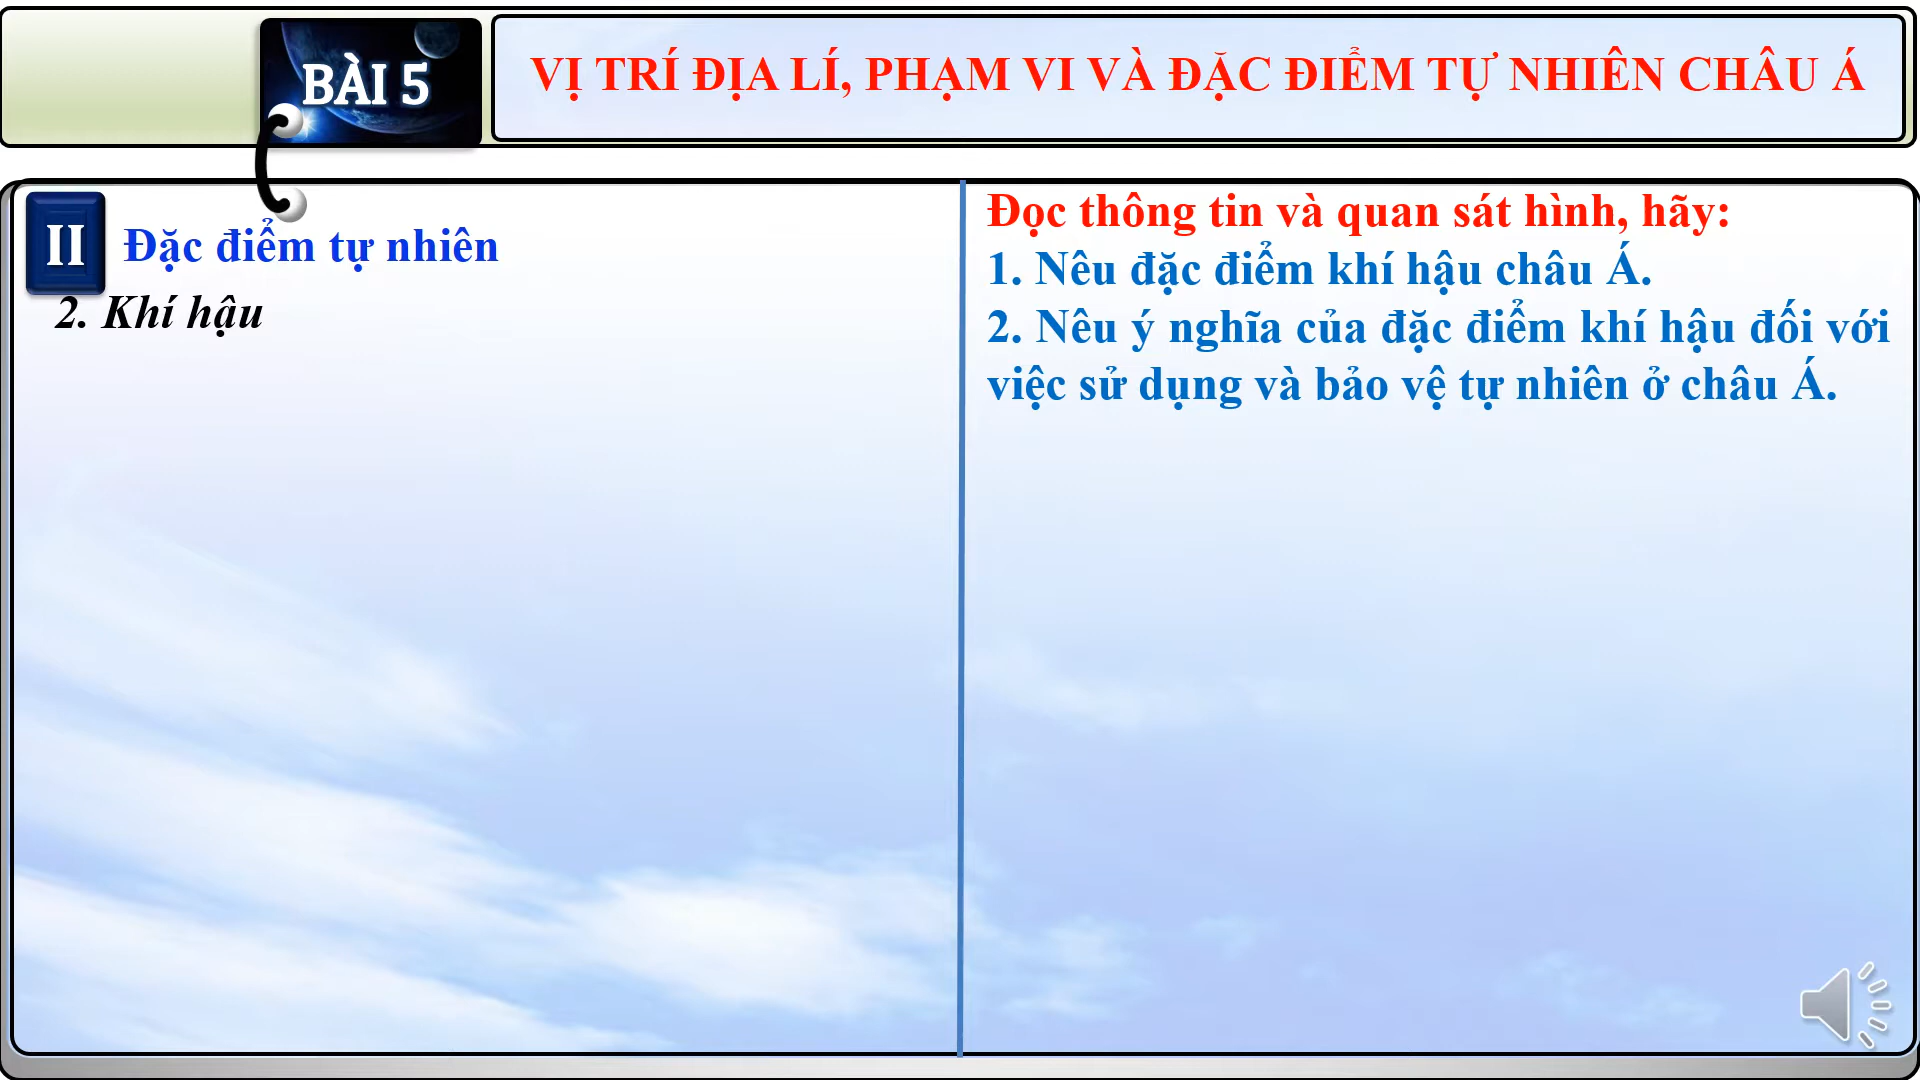 BÀI 5
VỊ TRÍ ĐỊA LÍ, PHẠM VI VÀ ĐẶC ĐIỂM TỰ NHIÊN CHÂU Á
II
Đặc điểm tự nhiên
2. Khí hậu
Đọc thông tin và quan sát hình, hãy:
1. Nêu đặc điểm khí hậu châu Á.
2. Nêu ý nghĩa của đặc điểm khí hậu đối với
việc sử dụng và bảo vệ tự nhiên ở châu Á.